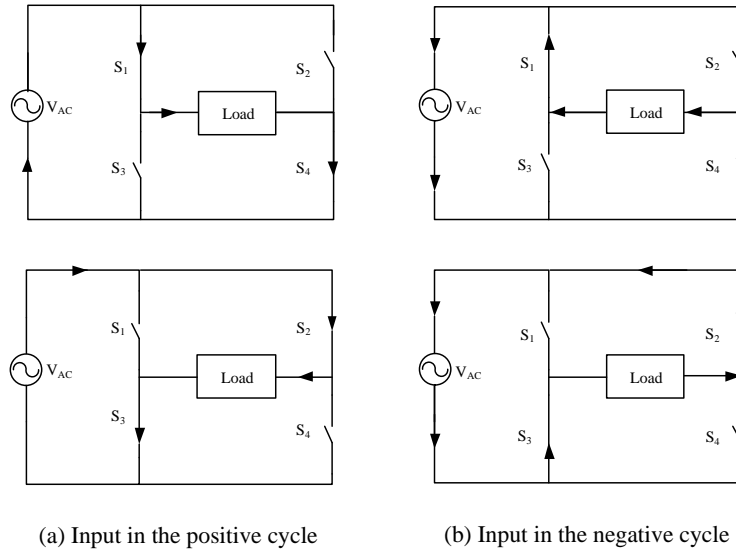 S1
S2
VAC
Load
S3
S4
S1
S2
VAC
Load
S3
S4
S1
S2
VAC
Load
S3
S4
S1
S2
VAC
Load
S3
S4
(a) Input in the positive cycle
(b) Input in the negative cycle